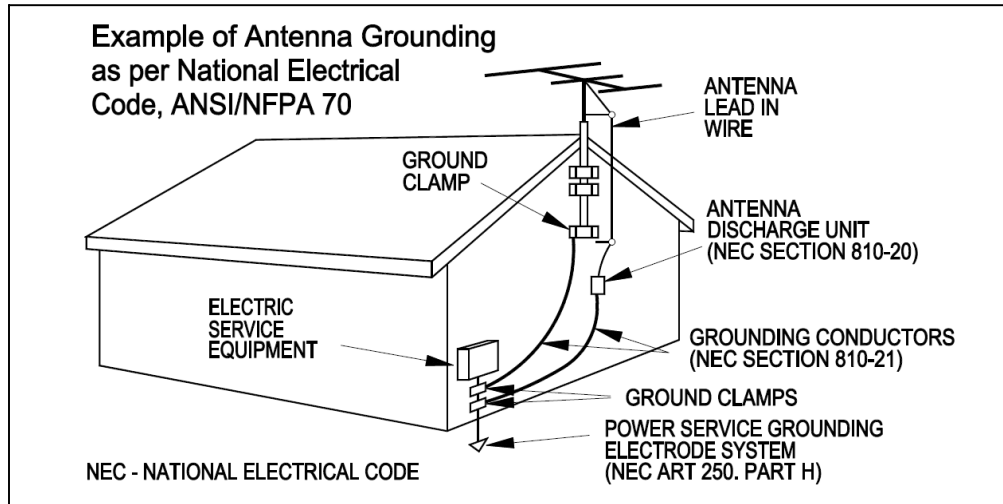 Example of Antenna Grounding
as per National Electrical
Code, ANSI/NFPA 70
ANTENNA
LEAD IN
WIRE
GROUND
CLAMP
ANTENNA
DISCHARGE UNIT
(NEC SECTION 810-20)
ELECTRIC
SERVICE
EQUIPMENT
GROUNDING CONDUCTORS
(NEC SECTION 810-21)
GROUND CLAMPS
POWER SERVICE GROUNDING
ELECTRODE SYSTEM
(NEC ART 250. PART H)
NEC - NATIONAL ELECTRICAL CODE